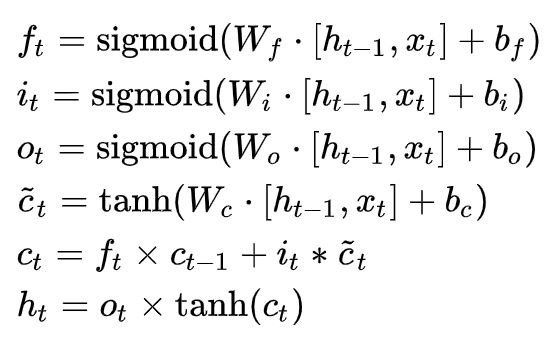 f_t = sigmoid(W_f · [h_{t−1}, x_t] + b_f)
i_t = sigmoid(W_i · [h_{t−1}, x_t] + b_i)
o_t = sigmoid(W_o · [h_{t−1}, x_t] + b_o)
c̃_t = tanh(W_c · [h_{t−1}, x_t] + b_c)
c_t = f_t × c_{t−1} + i_t ∗ c̃_t
h_t = o_t × tanh(c_t)